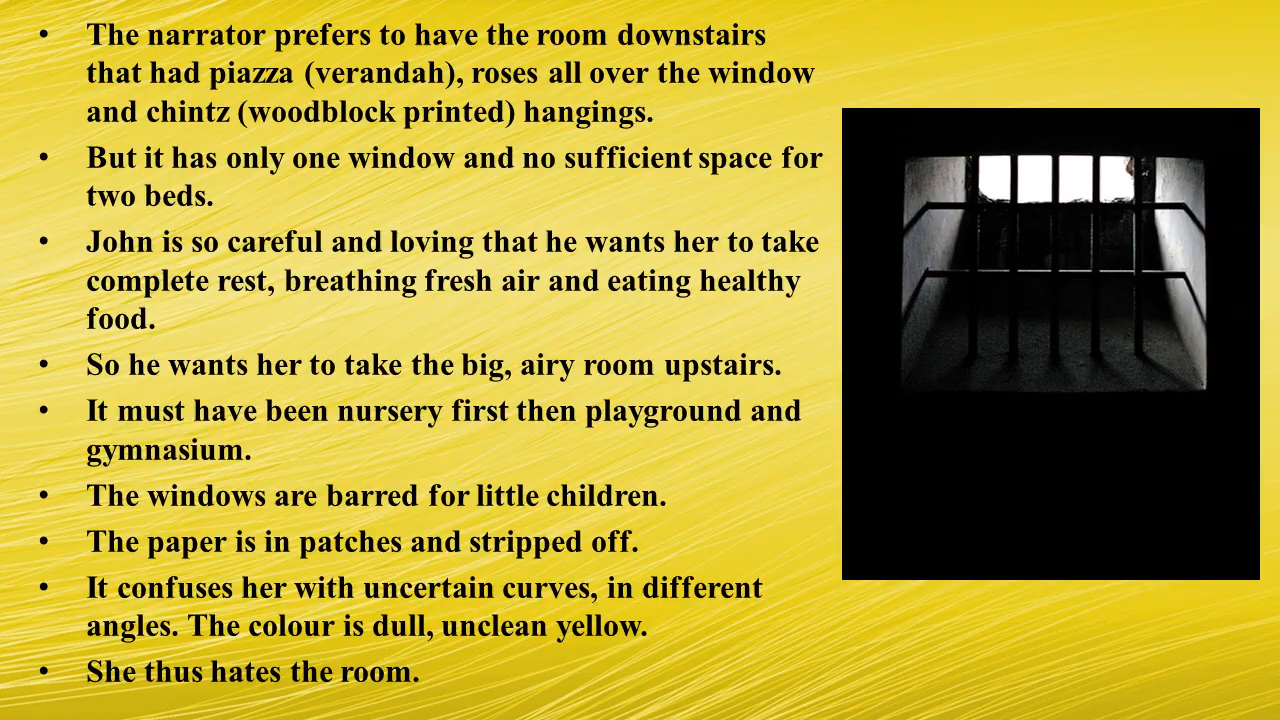 • The narrator prefers to have the room downstairs
that had piazza (verandah), roses all over the window
and chintz (woodblock printed) hangings.
• But it has only one window and no sufficient space for
two beds.
• John is so careful and loving that he wants her to take
complete rest, breathing fresh air and eating healthy
food.
• So he wants her to take the big, airy room upstairs.
• It must have been nursery first then playground and
gymnasium.
• The windows are barred for little children.
• The paper is in patches and stripped off.
• It confuses her with uncertain curves, in different
angles. The colour is dull, unclean yellow.
• She thus hates the room.